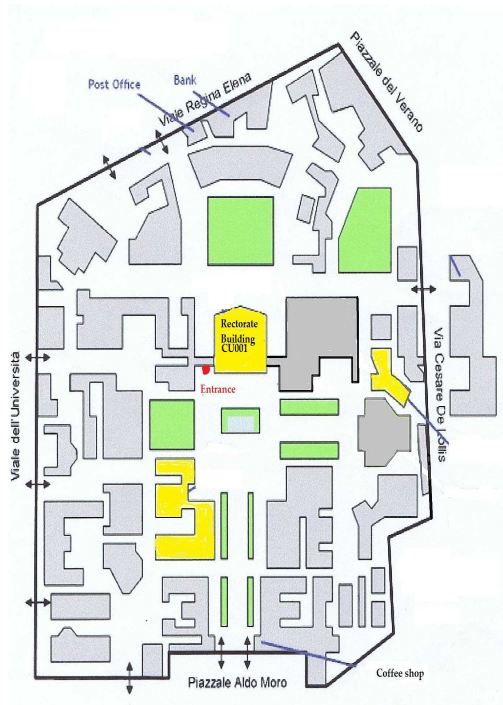 Piazzale del Verano
Bank
Post Office
Viale Regina Elena
Rectorate
Building
CU001
Entrance
Via Cesare De Lollis
Viale dell'Università
Coffee shop
Piazzale Aldo Moro